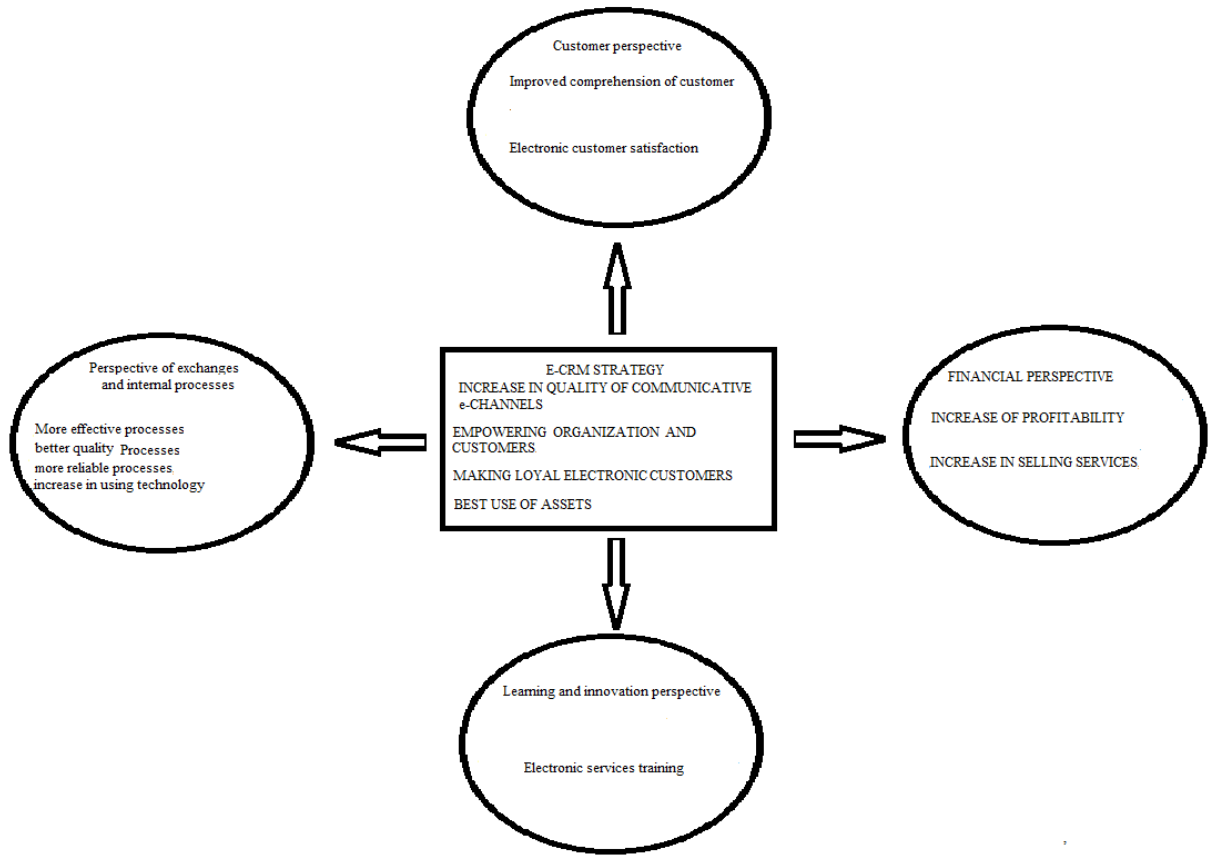 Customer perspective
Improved comprehension of customer
Electronic customer satisfaction
Perspective of exchanges
and internal processes
More effective processes
better quality Processes
more reliable processes
increase in using technology
E-CRM STRATEGY
INCREASE IN QUALITY OF COMMUNICATIVE
e-CHANNELS
EMPOWERING ORGANIZATION AND
CUSTOMERS
MAKING LOYAL ELECTRONIC CUSTOMERS
BEST USE OF ASSETS
FINANCIAL PERSPECTIVE
INCREASE OF PROFITABILITY
INCREASE IN SELLING SERVICES
Learning and innovation perspective
Electronic services training